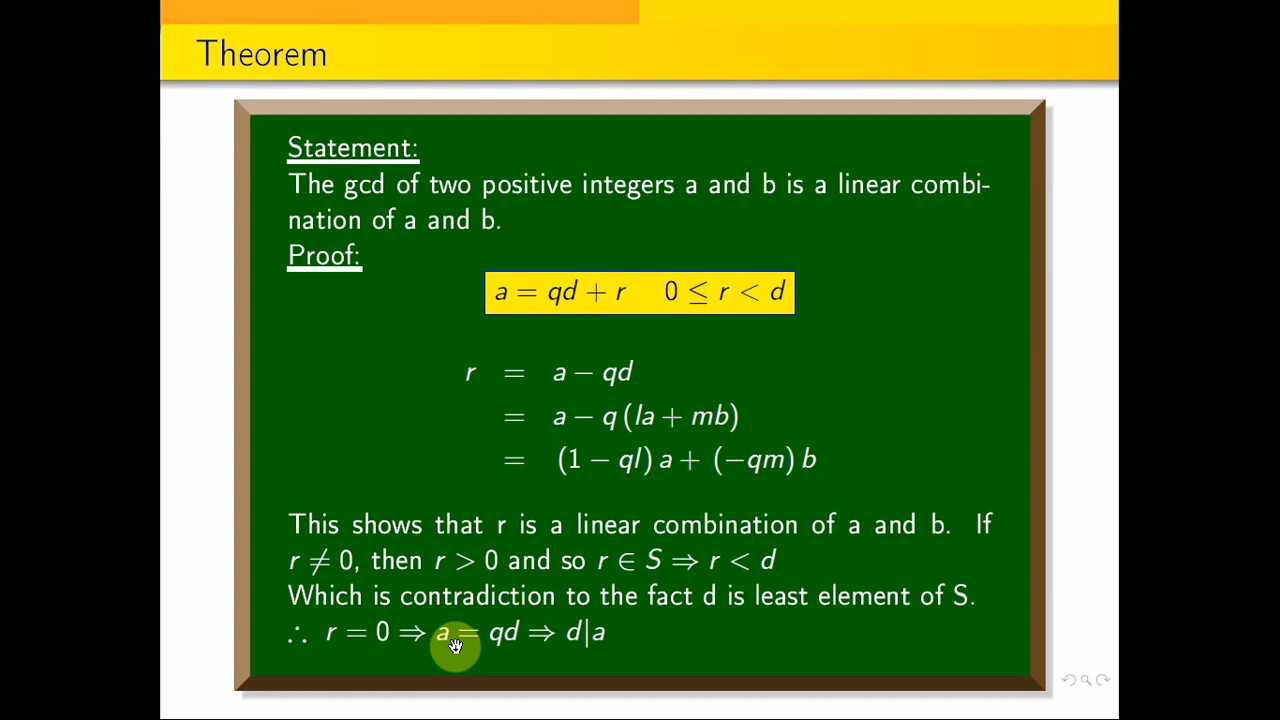 Theorem
Statement:
The gcd of two positive integers a and b is a linear combi-
nation of a and b.
Proof:
a = qd + r 0 ≤ r < d
r = a − qd
= a − q (la + mb)
= (1 − ql) a + (−qm) b
This shows that r is a linear combination of a and b. If
r ≠ 0, then r > 0 and so r ∈ S ⇒ r < d
Which is contradiction to the fact d is least element of S.
∴ r = 0 ⇒ a = qd ⇒ d|a